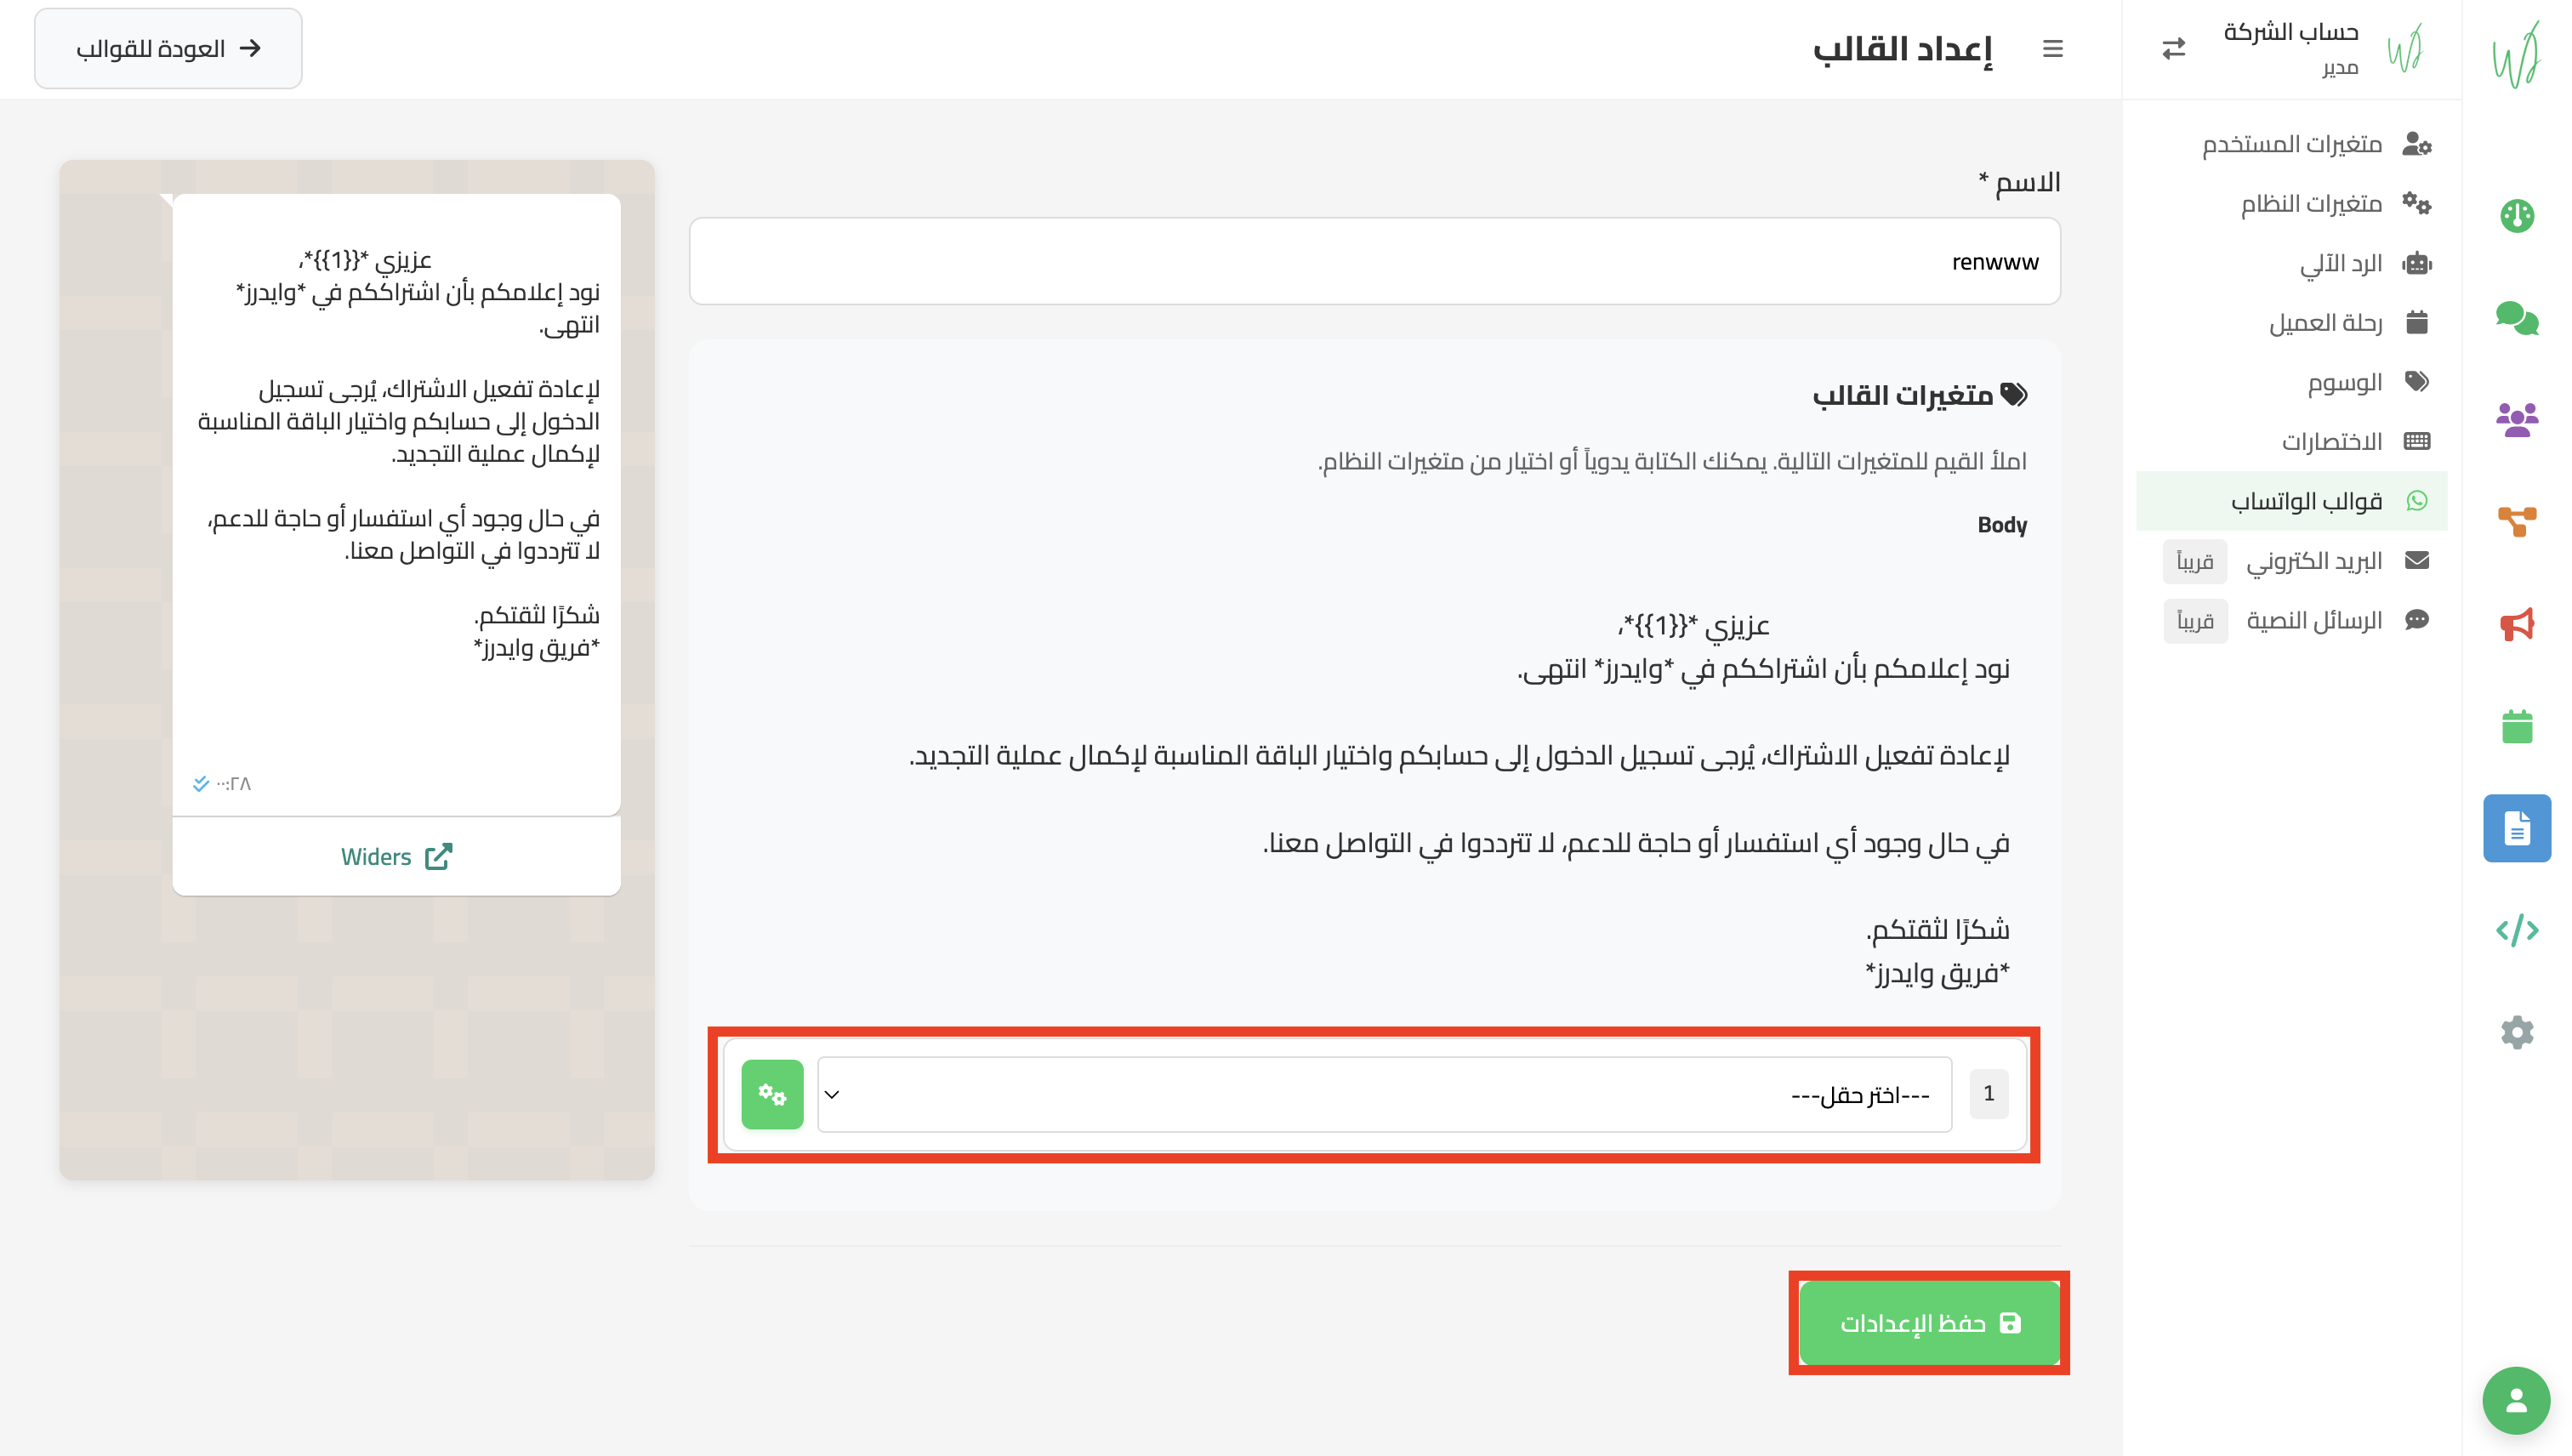 حساب الشركة
مدير
إعداد القالب
العودة للقوالب
متغيرات المستخدم
متغيرات النظام
الرد الآلي
رحلة العميل
الوسوم
الاختصارات
قوالب الواتساب
البريد الكتروني قريباً
الرسائل النصية قريباً
الاسم *
renwww
متغيرات القالب
املأ القيم للمتغيرات التالية. يمكنك الكتابة يدوياً أو اختيار من متغيرات النظام.
Body
عزيزي *{{1}}*،
نود إعلامكم بأن اشتراككم في *وايدرز* انتهى.
لإعادة تفعيل الاشتراك، يُرجى تسجيل الدخول إلى حسابكم واختيار الباقة المناسبة لإكمال عملية التجديد.
في حال وجود أي استفسار أو حاجة للدعم، لا تترددوا في التواصل معنا.
شكرًا لثقتكم.
*فريق وايدرز*
1
---اختر حقل---
حفظ الإعدادات
عزيزي *{{1}}*،
نود إعلامكم بأن اشتراككم في *وايدرز*
انتهى.
لإعادة تفعيل الاشتراك، يُرجى تسجيل
الدخول إلى حسابكم واختيار الباقة المناسبة
لإكمال عملية التجديد.
في حال وجود أي استفسار أو حاجة للدعم،
لا تترددوا في التواصل معنا.
شكرًا لثقتكم.
*فريق وايدرز*
٠٠:٢٨
Widers